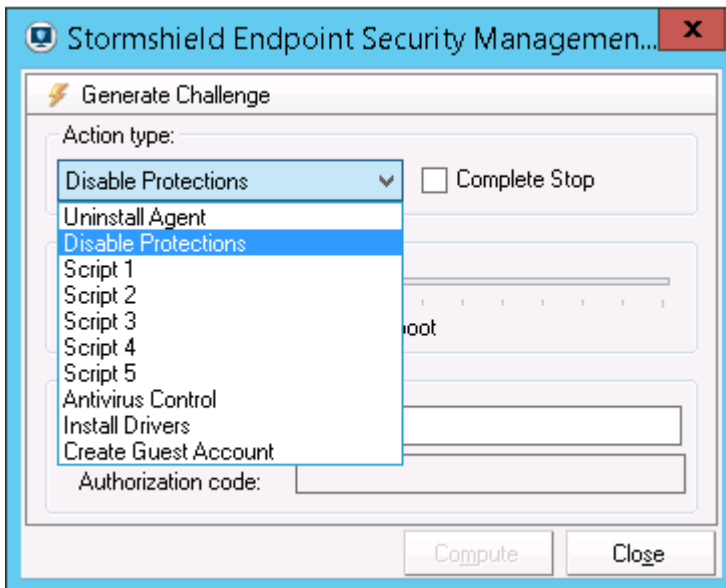 Stormshield Endpoint Security Managemen...
x
Generate Challenge
Action type:
Disable Protections
Complete Stop
Uninstall Agent
Disable Protections
Script 1
Script 2
Script 3
Script 4
Script 5
Antivirus Control
Install Drivers
Create Guest Account
oot
Authorization code:
Compute
Close